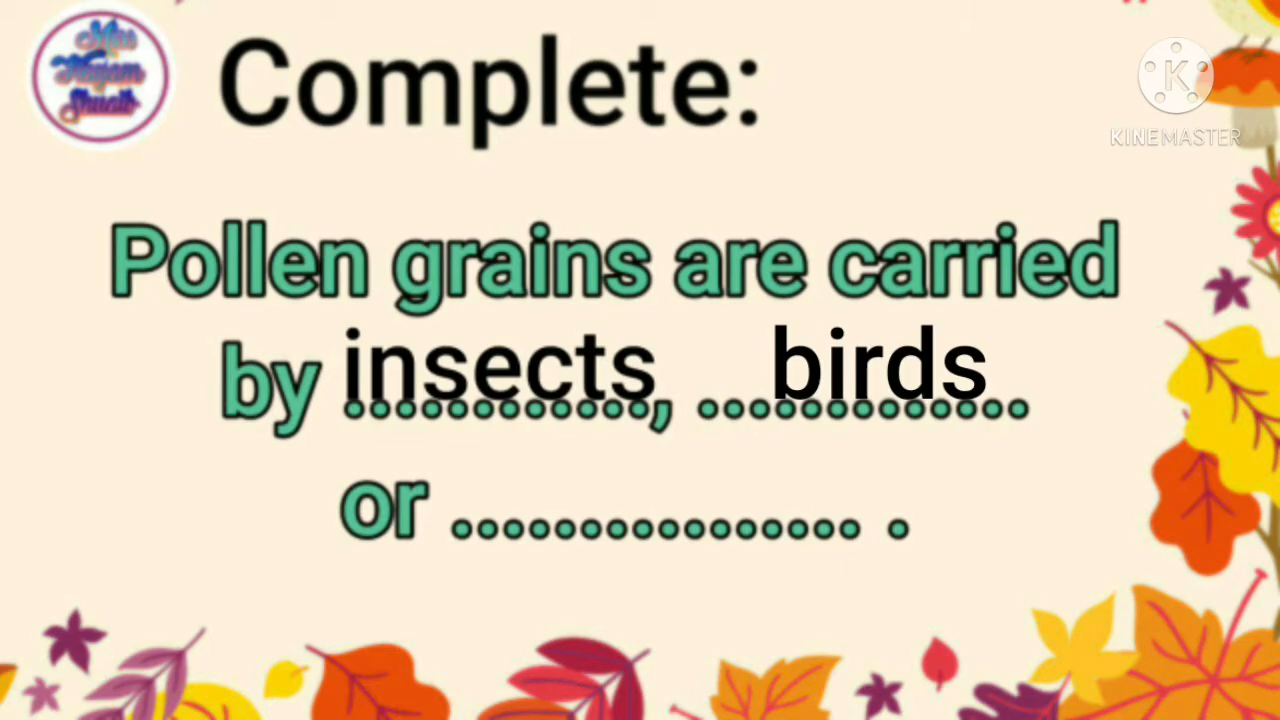 Complete:
KINEMASTER
Pollen grains are carried
by insects, birds
or ................ .